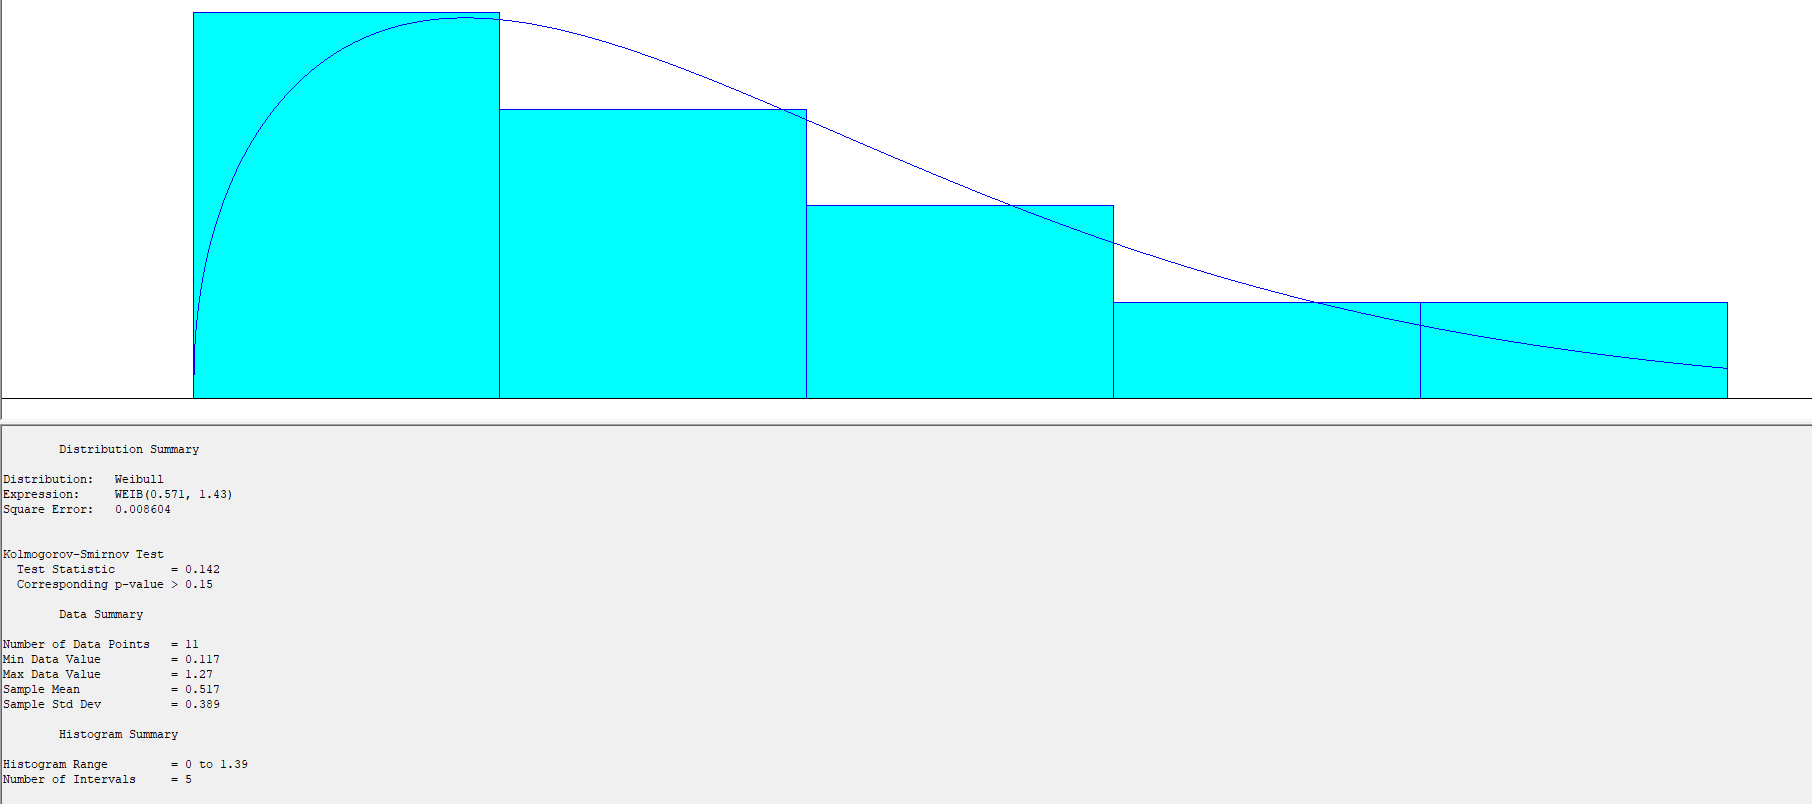 Distribution Summary
Distribution: Weibull
Expression: WEIB(0.571, 1.43)
Square Error: 0.008604
Kolmogorov-Smirnov Test
Test Statistic = 0.142
Corresponding p-value > 0.15
Data Summary
Number of Data Points = 11
Min Data Value = 0.117
Max Data Value = 1.27
Sample Mean = 0.517
Sample Std Dev = 0.389
Histogram Summary
Histogram Range = 0 to 1.39
Number of Intervals = 5